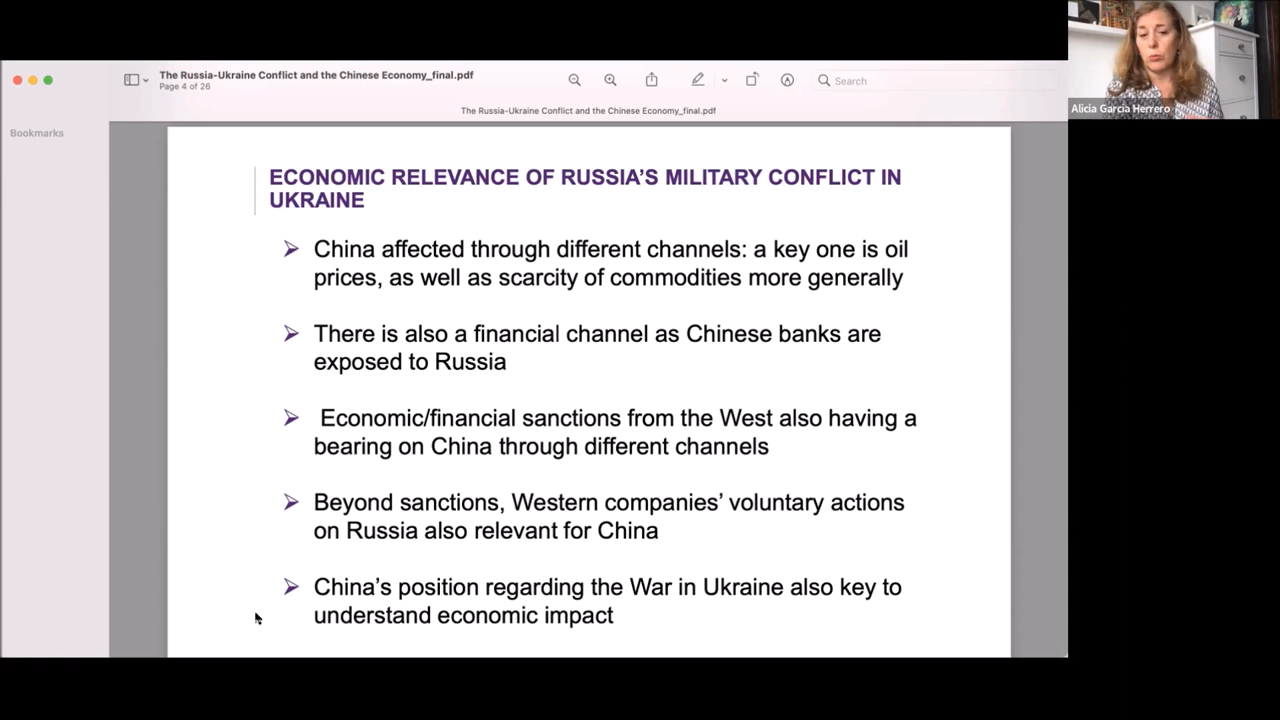 The Russia-Ukraine Conflict and the Chinese Economy_final.pdf
Page 4 of 26
Search
Alicia Garcia Herrero
The Russia-Ukraine Conflict and the Chinese Economy_final.pdf
Bookmarks
ECONOMIC RELEVANCE OF RUSSIA'S MILITARY CONFLICT IN
UKRAINE
China affected through different channels: a key one is oil
prices, as well as scarcity of commodities more generally
There is also a financial channel as Chinese banks are
exposed to Russia
Economic/financial sanctions from the West also having a
bearing on China through different channels
Beyond sanctions, Western companies' voluntary actions
on Russia also relevant for China
China's position regarding the War in Ukraine also key to
understand economic impact